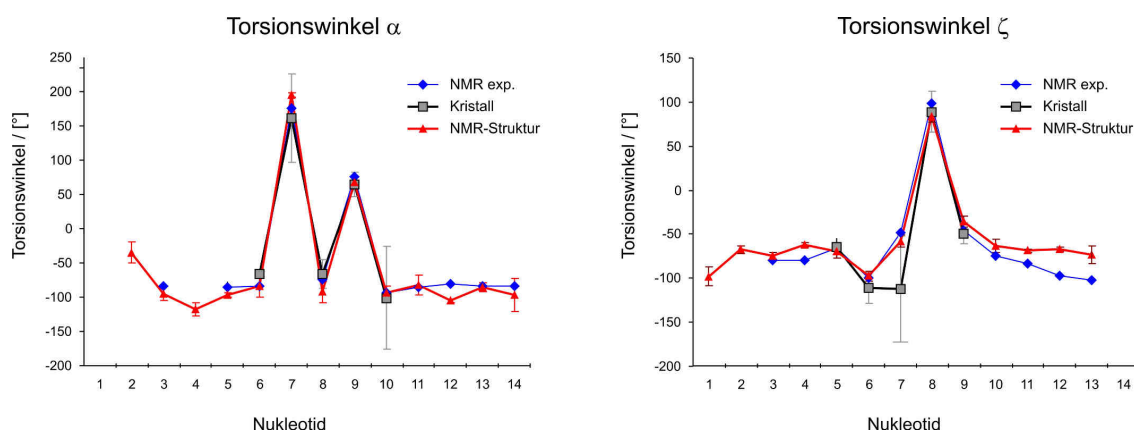 Torsionswinkel α
Torsionswinkel / [°]
250
200
150
100
50
0
-50
-100
-150
-200
NMR exp.
Kristall
NMR-Struktur
1 2 3 4 5 6 7 8 9 10 11 12 13 14
Nukleotid
Torsionswinkel ζ
Torsionswinkel / [°]
150
100
50
0
-50
-100
-150
-200
NMR exp.
Kristall
NMR-Struktur
1 2 3 4 5 6 7 8 9 10 11 12 13 14
Nukleotid